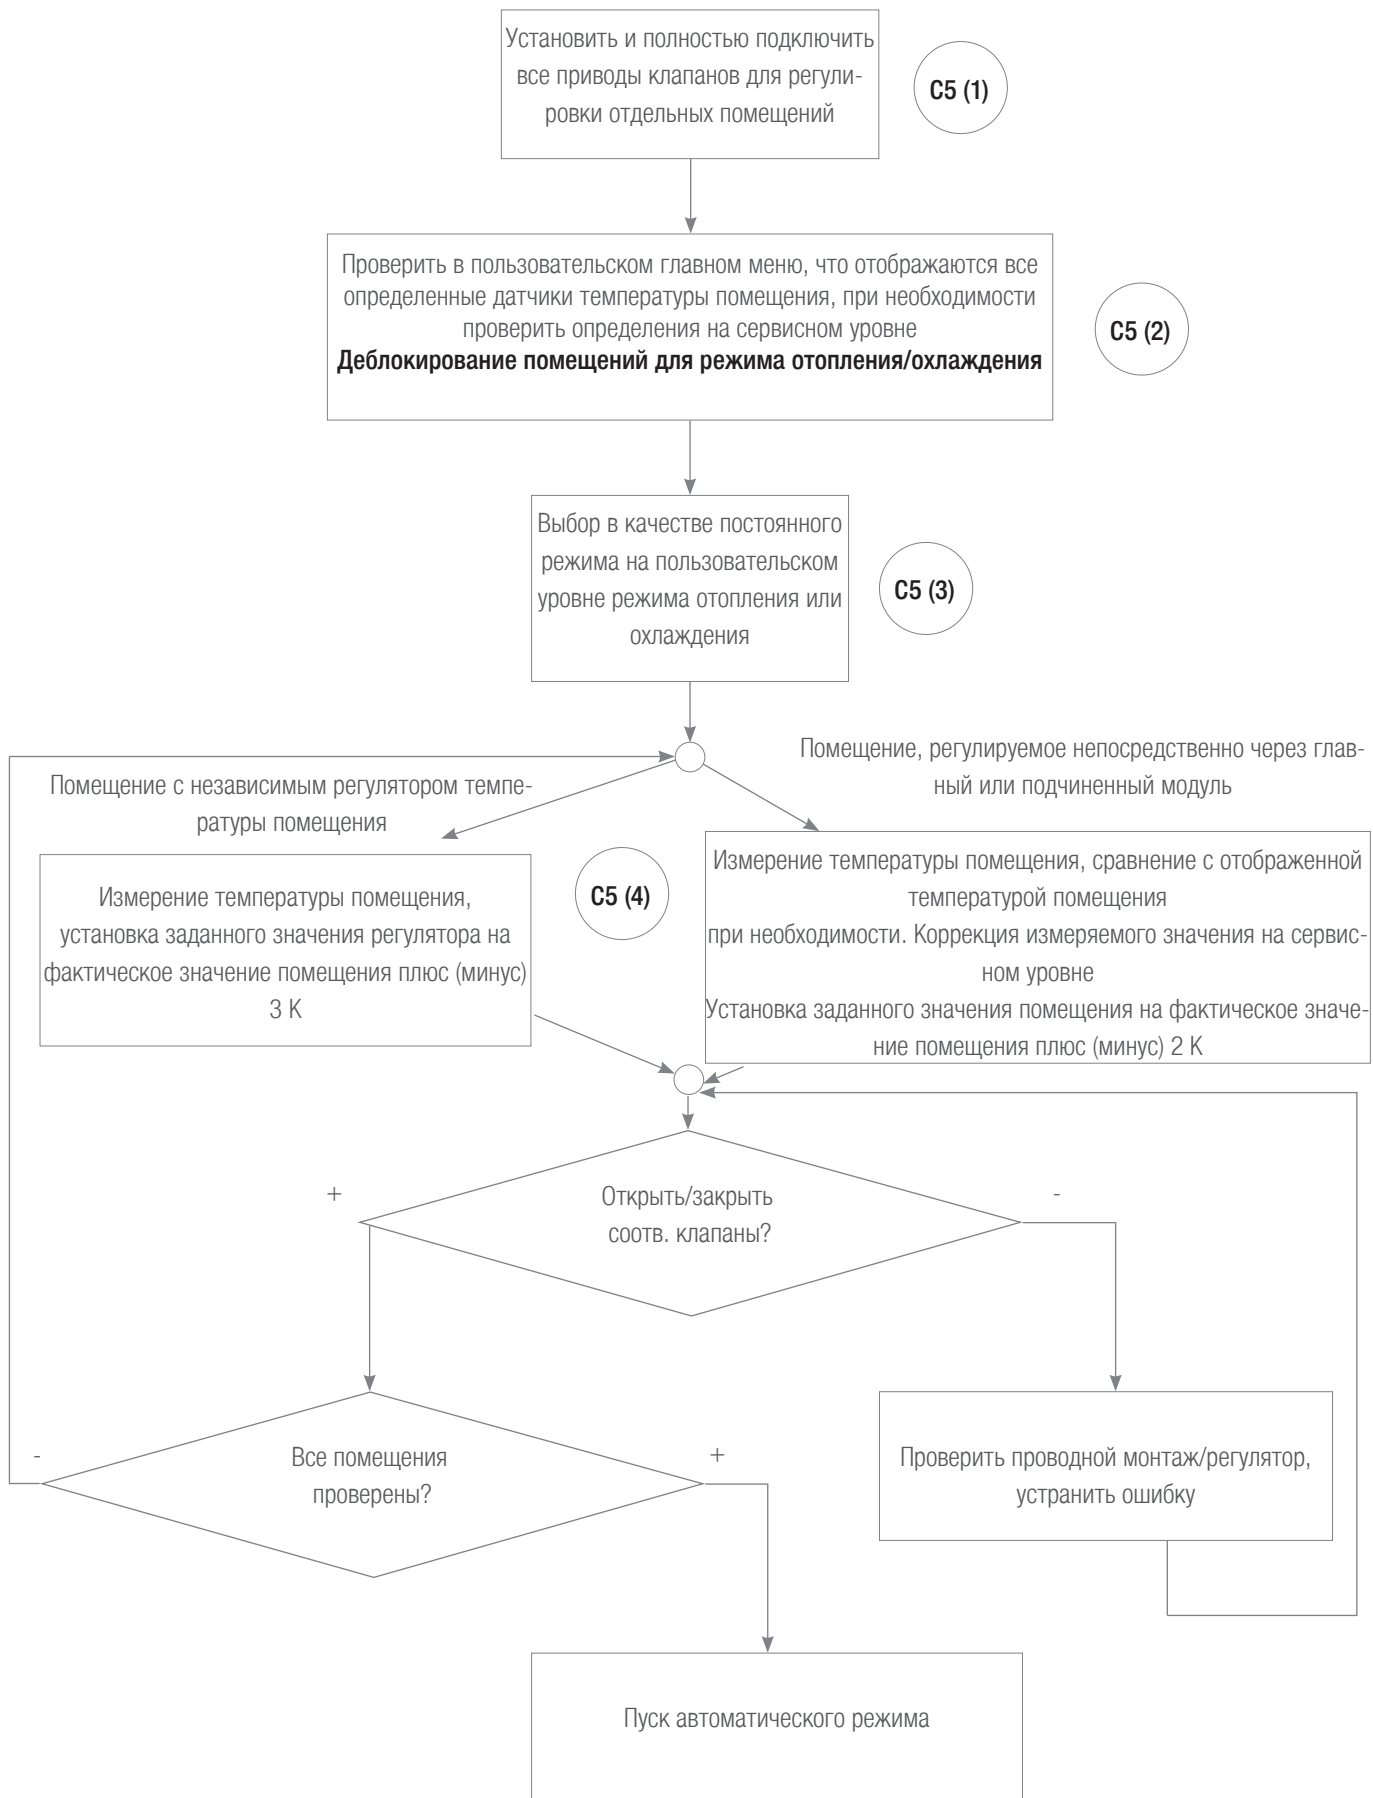 Установить и полностью подключить
все приводы клапанов для регули-
ровки отдельных помещений
C5 (1)
Проверить в пользовательском главном меню, что отображаются все
определенные датчики температуры помещения, при необходимости
проверить определения на сервисном уровне
Деблокирование помещений для режима отопления/охлаждения
C5 (2)
Выбор в качестве постоянного
режима на пользовательском
уровне режима отопления или
охлаждения
C5 (3)
Помещение с независимым регулятором темпе-
ратуры помещения
Помещение, регулируемое непосредственно через глав-
ный или подчиненный модуль
Измерение температуры помещения,
установка заданного значения регулятора на
фактическое значение помещения плюс (минус)
3 K
C5 (4)
Измерение температуры помещения, сравнение с отображенной
температурой помещения
при необходимости. Коррекция измеряемого значения на сервис-
ном уровне
Установка заданного значения помещения на фактическое значе-
ние помещения плюс (минус) 2 K
+
Открыть/закрыть
соотв. клапаны?
-
-
Все помещения
проверены?
+
Проверить проводной монтаж/регулятор,
устранить ошибку
Пуск автоматического режима